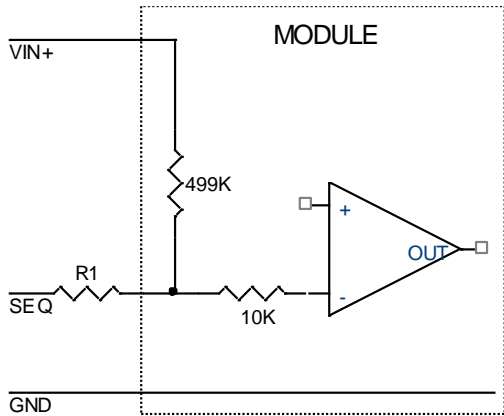 MODULE
VIN+
499K
+
OUT
R1
SEQ
10K
-
GND